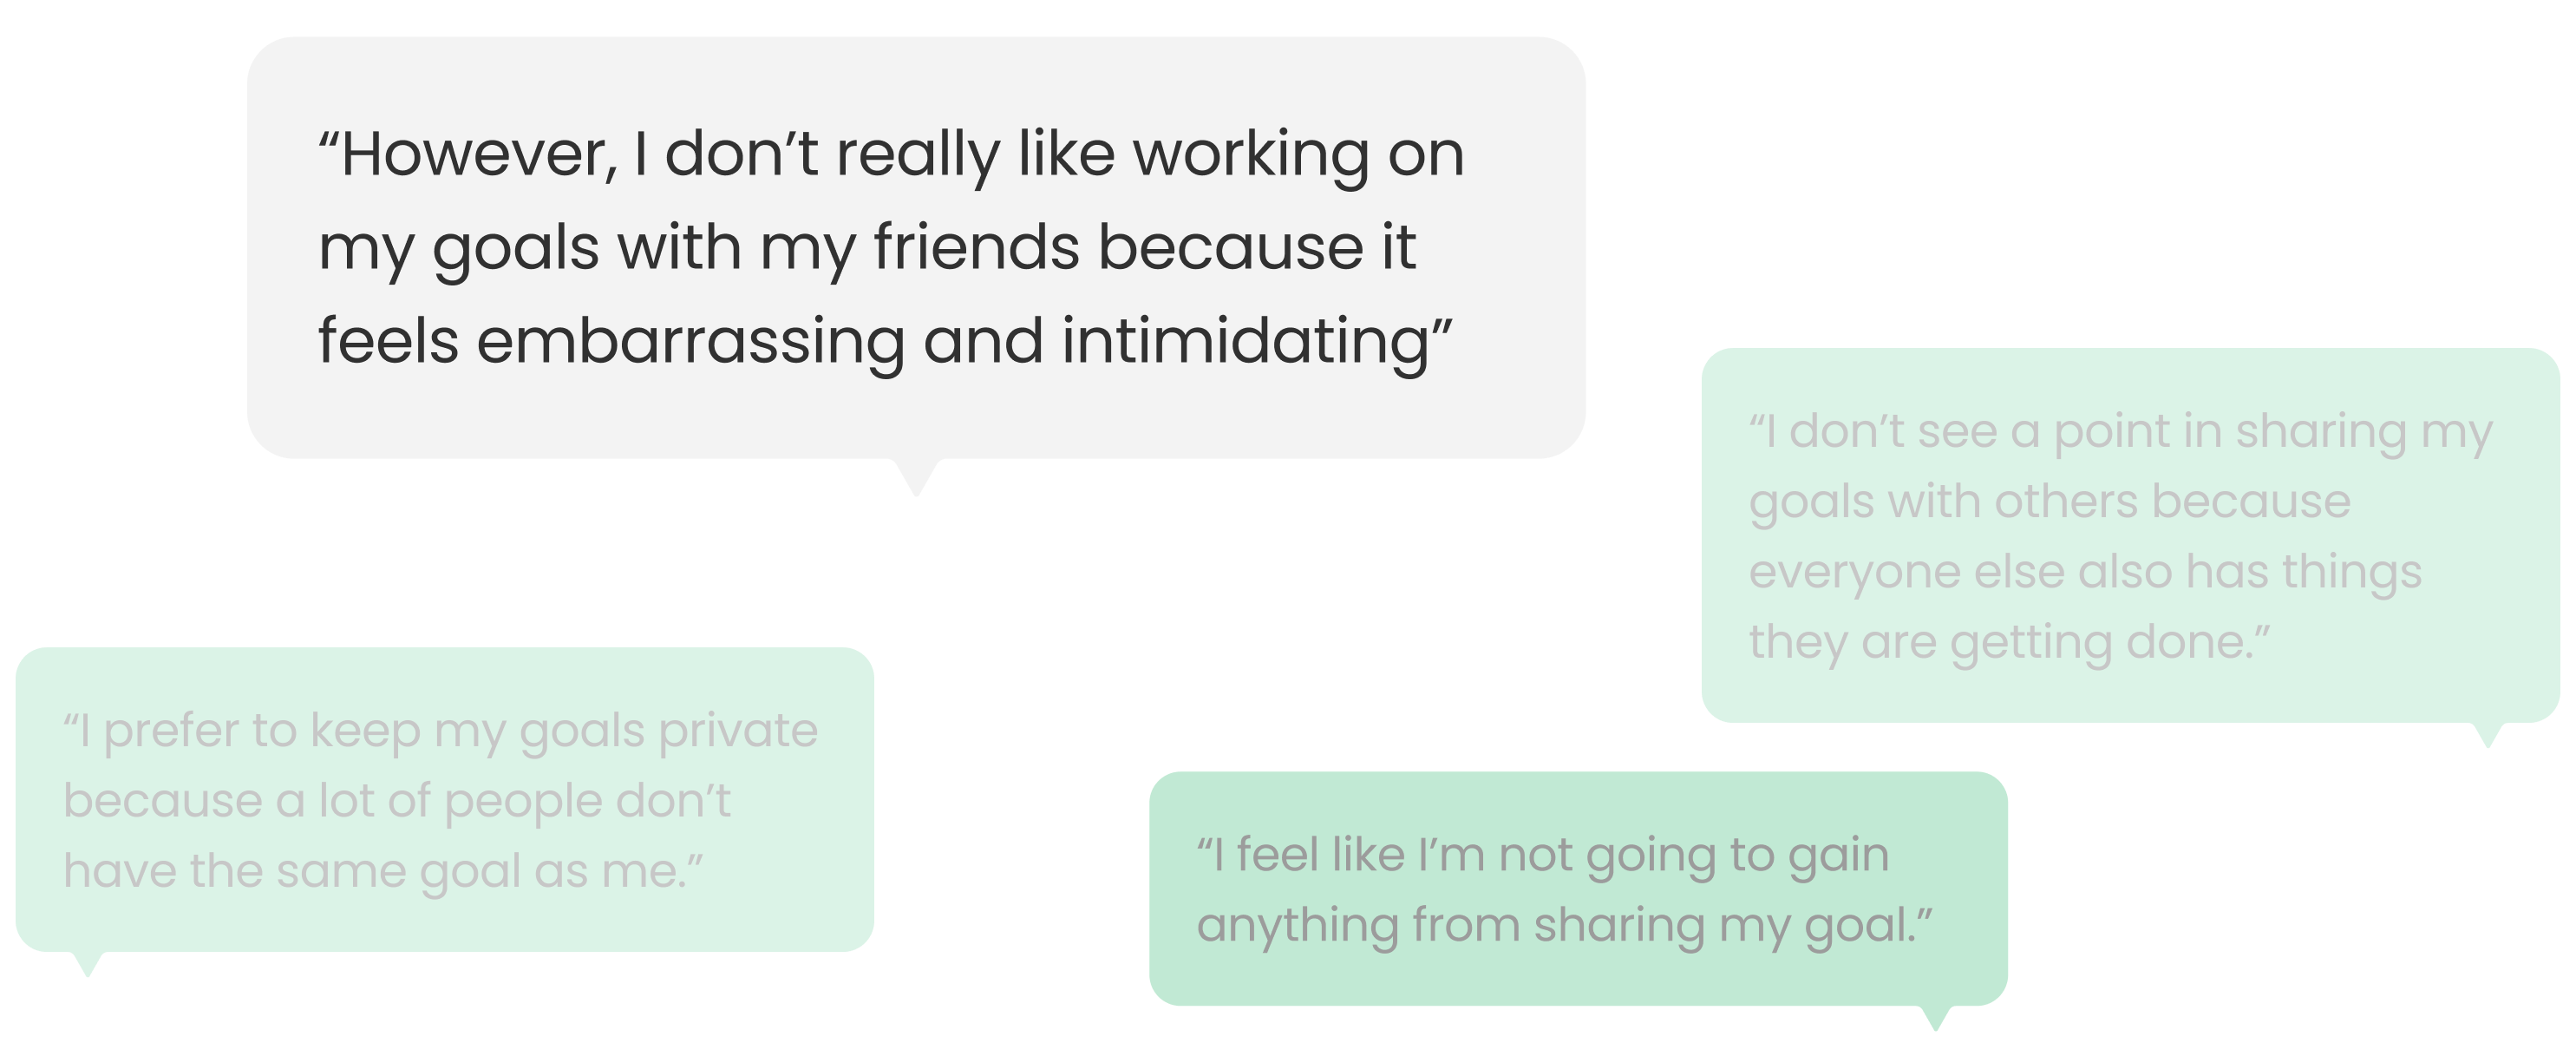 “However, I don’t really like working on
my goals with my friends because it
feels embarrassing and intimidating”
“I don’t see a point in sharing my
goals with others because
everyone else also has things
they are getting done.”
“I prefer to keep my goals private
because a lot of people don’t
have the same goal as me.”
“I feel like I’m not going to gain
anything from sharing my goal.”